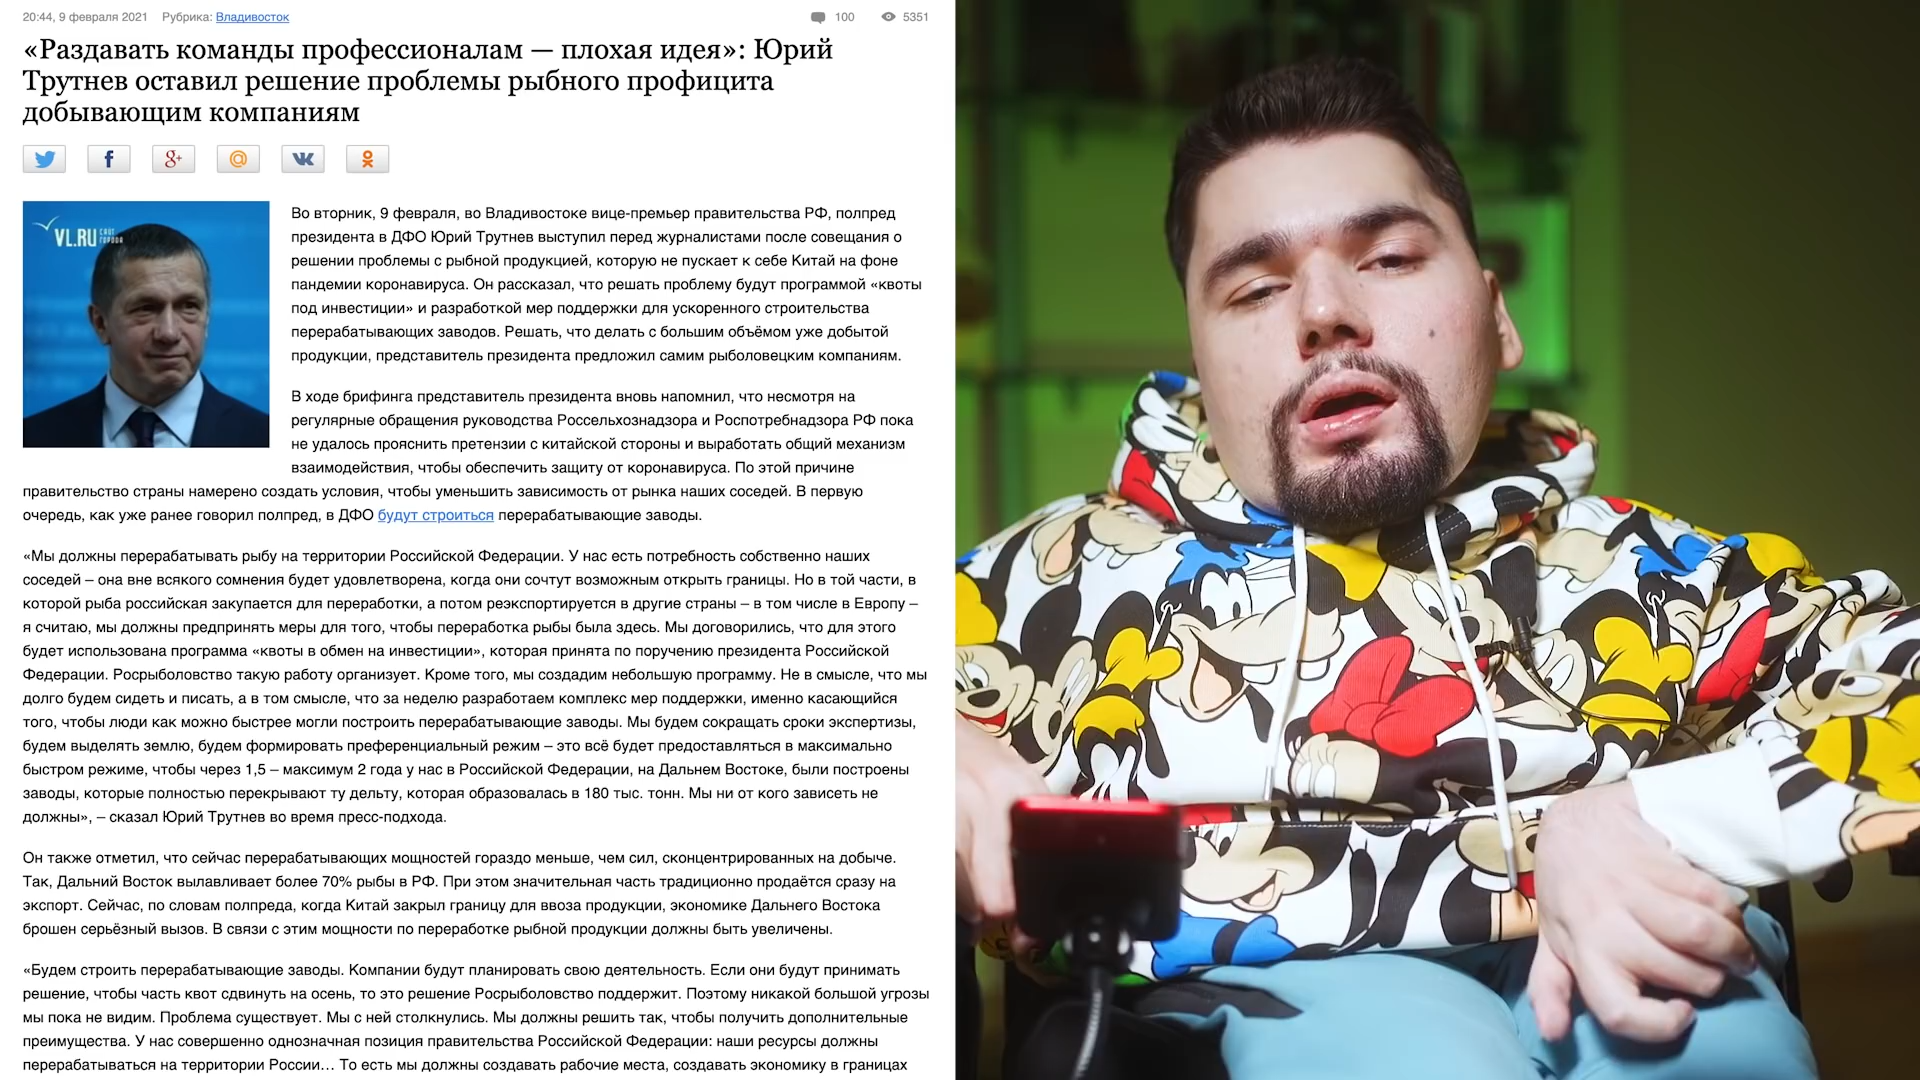 20:44, 9 февраля 2021 Рубрика: Владивосток 100 5351
«Раздавать команды профессионалам — плохая идея»: Юрий
Трутнев оставил решение проблемы рыбного профицита
добывающим компаниям
VL.RU САЙТ ГОРОДА
Во вторник, 9 февраля, во Владивостоке вице-премьер правительства РФ, полпред
президента в ДФО Юрий Трутнев выступил перед журналистами после совещания о
решении проблемы с рыбной продукцией, которую не пускает к себе Китай на фоне
пандемии коронавируса. Он рассказал, что решать проблему будут программой «квоты
под инвестиции» и разработкой мер поддержки для ускоренного строительства
перерабатывающих заводов. Решать, что делать с большим объёмом уже добытой
продукции, представитель президента предложил самим рыболовецким компаниям.
В ходе брифинга представитель президента вновь напомнил, что несмотря на
регулярные обращения руководства Россельхознадзора и Роспотребнадзора РФ пока
не удалось прояснить претензии с китайской стороны и выработать общий механизм
взаимодействия, чтобы обеспечить защиту от коронавируса. По этой причине
правительство страны намерено создать условия, чтобы уменьшить зависимость от рынка наших соседей. В первую
очередь, как уже ранее говорил полпред, в ДФО будут строиться перерабатывающие заводы.
«Мы должны перерабатывать рыбу на территории Российской Федерации. У нас есть потребность собственно наших
соседей – она вне всякого сомнения будет удовлетворена, когда они сочтут возможным открыть границы. Но в той части, в
которой рыба российская закупается для переработки, а потом реэкспортируется в другие страны – в том числе в Европу –
я считаю, мы должны предпринять меры для того, чтобы переработка рыбы была здесь. Мы договорились, что для этого
будет использована программа «квоты в обмен на инвестиции», которая принята по поручению президента Российской
Федерации. Росрыболовство такую работу организует. Кроме того, мы создадим небольшую программу. Не в смысле, что мы
долго будем сидеть и писать, а в том смысле, что за неделю разработаем комплекс мер поддержки, именно касающийся
того, чтобы люди как можно быстрее могли построить перерабатывающие заводы. Мы будем сокращать сроки экспертизы,
будем выделять землю, будем формировать преференциальный режим – это всё будет предоставляться в максимально
быстром режиме, чтобы через 1,5 – максимум 2 года у нас в Российской Федерации, на Дальнем Востоке, были построены
заводы, которые полностью перекрывают ту дельту, которая образовалась в 180 тыс. тонн. Мы ни от кого зависеть не
должны», – сказал Юрий Трутнев во время пресс-подхода.
Он также отметил, что сейчас перерабатывающих мощностей гораздо меньше, чем сил, сконцентрированных на добыче.
Так, Дальний Восток вылавливает более 70% рыбы в РФ. При этом значительная часть традиционно продаётся сразу на
экспорт. Сейчас, по словам полпреда, когда Китай закрыл границу для ввоза продукции, экономике Дальнего Востока
брошен серьёзный вызов. В связи с этим мощности по переработке рыбной продукции должны быть увеличены.
«Будем строить перерабатывающие заводы. Компании будут планировать свою деятельность. Если они будут принимать
решение, чтобы часть квот сдвинуть на осень, то это решение Росрыболовство поддержит. Поэтому никакой большой угрозы
мы пока не видим. Проблема существует. Мы с ней столкнулись. Мы должны решить так, чтобы получить дополнительные
преимущества. У нас совершенно однозначная позиция правительства Российской Федерации: наши ресурсы должны
перерабатываться на территории России… То есть мы должны создавать рабочие места, создавать экономику в границах